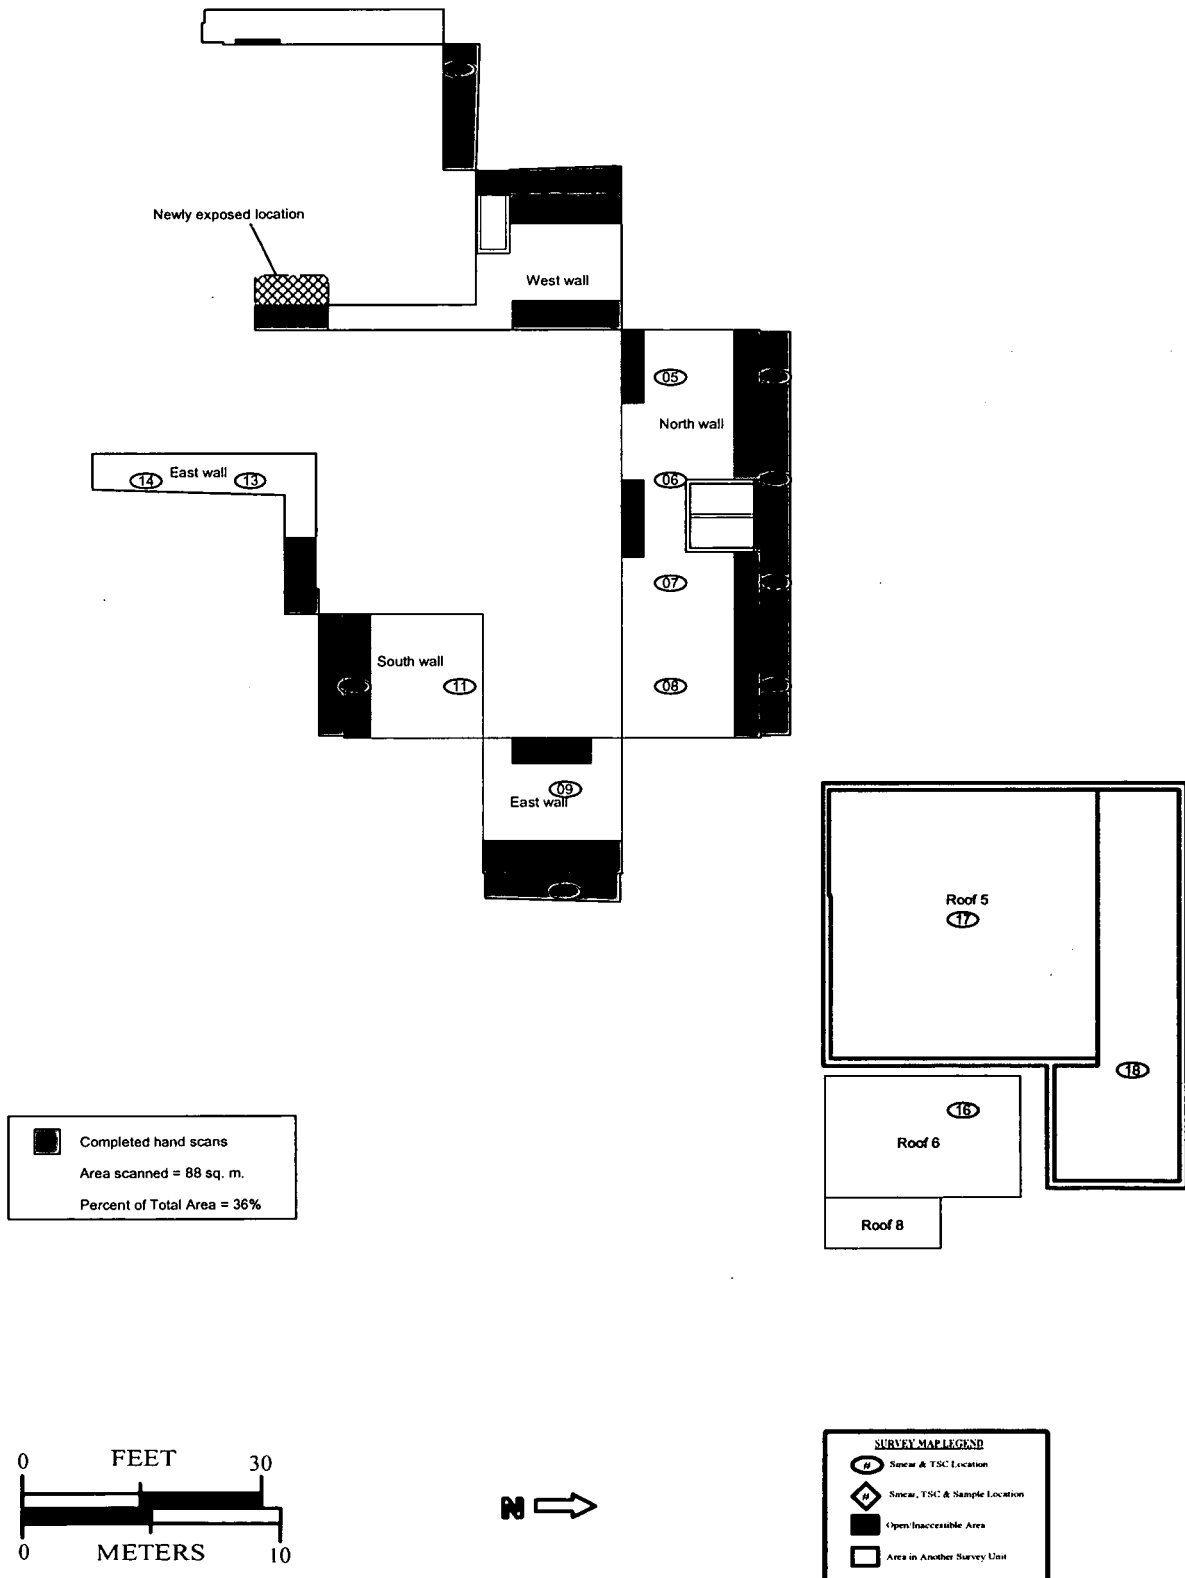 Newly exposed location
West wall
05
North wall
East wall
14
13
06
07
South wall
11
08
09
East wall
Roof 5
17
18
16
Roof 6
Roof 8
Completed hand scans
Area scanned = 88 sq. m.
Percent of Total Area = 36%
0 FEET 30
0 METERS 10
N
SURVEY MAP LEGEND
# Smear & TSC Location
# Smear, TSC & Sample Location
Open/Inaccessible Area
Area in Another Survey Unit